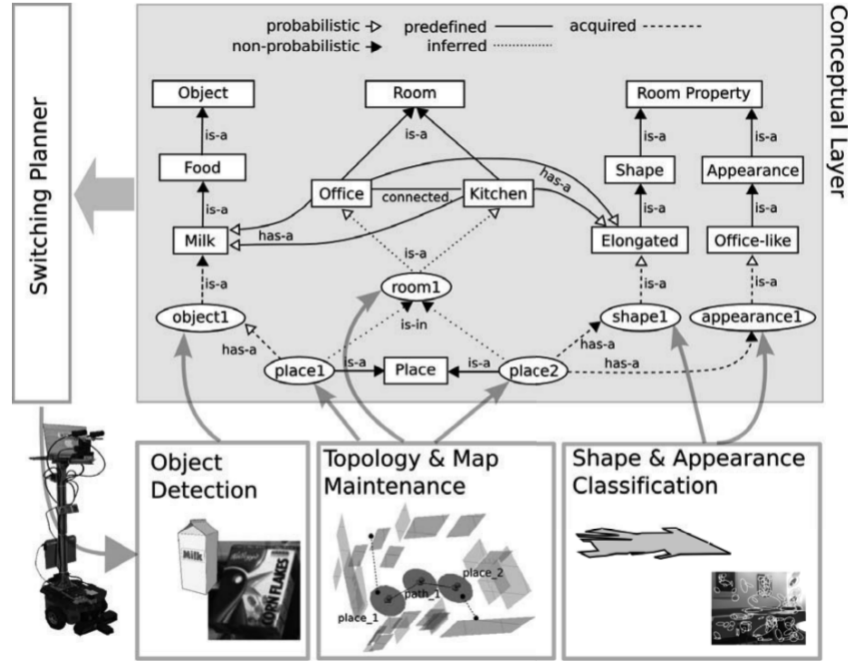 probabilistic
predefined
acquired
non-probabilistic
inferred
Conceptual Layer
Switching Planner
Object
Room
Room Property
is-a
is-a
is-a
is-a
Food
Shape
Appearance
Office
connected
Kitchen
has-a
is-a
is-a
is-a
Milk
has-a
Elongated
Office-like
is-a
is-a
is-a
is-a
room1
object1
is-in
shape1
appearance1
has-a
has-a
has-a
place1
is-a
Place
is-a
place2
Object
Detection
Topology & Map
Maintenance
Shape & Appearance
Classification
Milk
CORN FLAKES
place_2
path_1
place_1